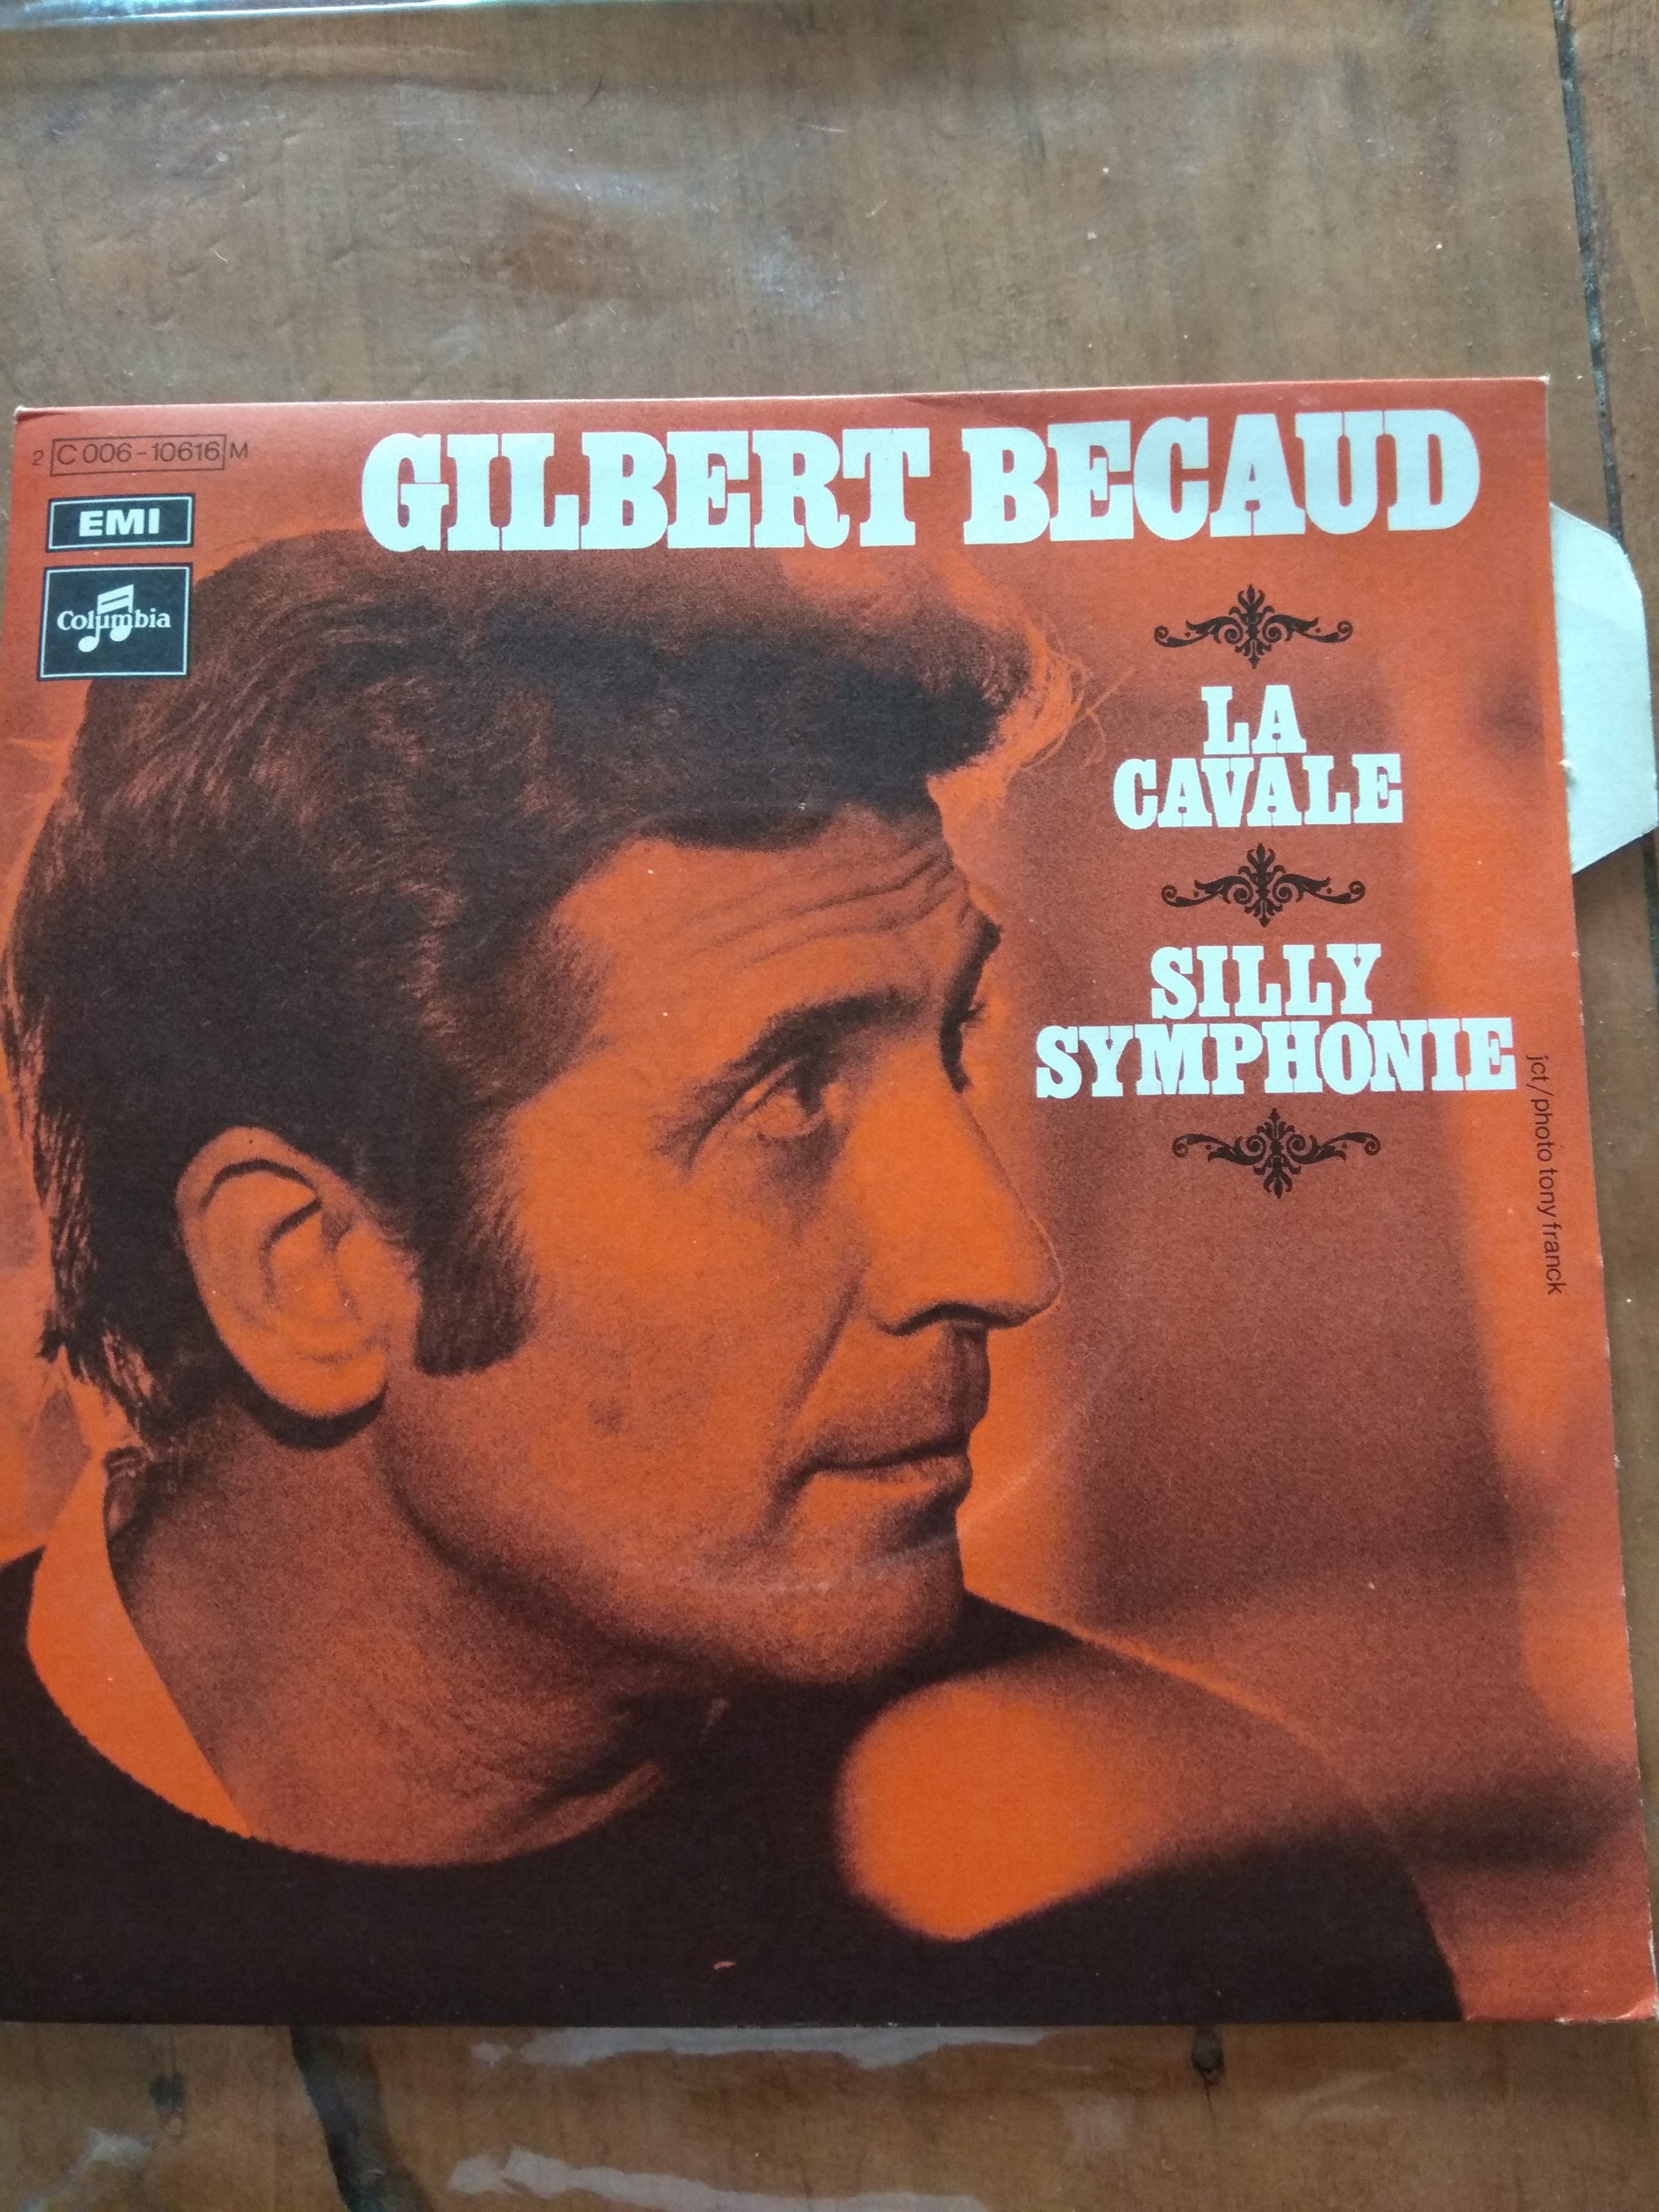 2 C 006-10616 M
GILBERT BECAUD
EMI
Columbia
LA
CAVALE
SILLY
SYMPHONIE
jct/photo tony franck